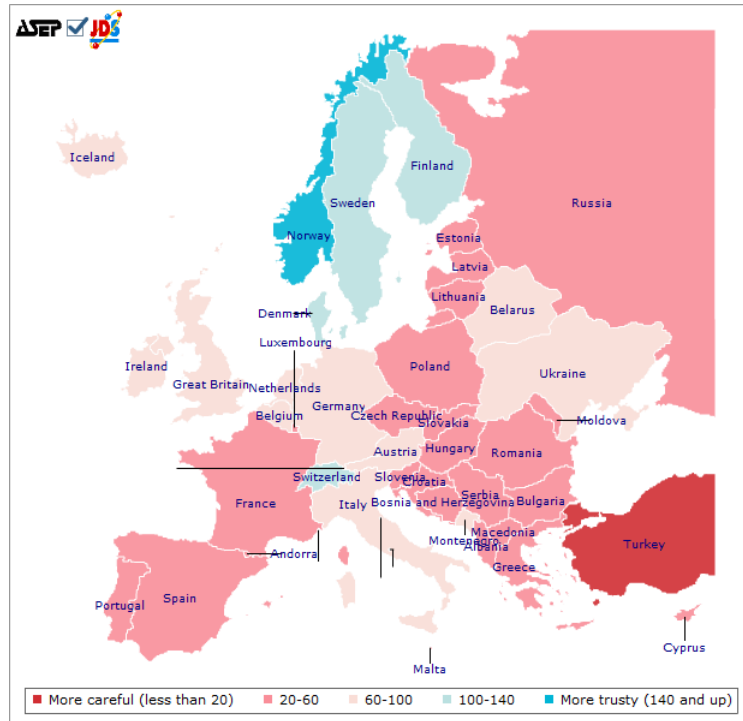 ASEP JDS
Iceland
Finland
Sweden
Russia
Norway
Estonia
Latvia
Lithuania
Belarus
Denmark
Luxembourg
Ireland
Poland
Ukraine
Great Britain
Netherlands
Germany
Belgium
Czech Republic
Slovakia
Moldova
Austria
Hungary
Romania
Switzerland
Slovenia
Croatia
Serbia
France
Italy
Bosnia and Herzegovina
Bulgaria
Macedonia
Montenegro
Albania
Turkey
Andorra
Greece
Portugal
Spain
Cyprus
Malta
More careful (less than 20) 20-60 60-100 100-140 More trusty (140 and up)